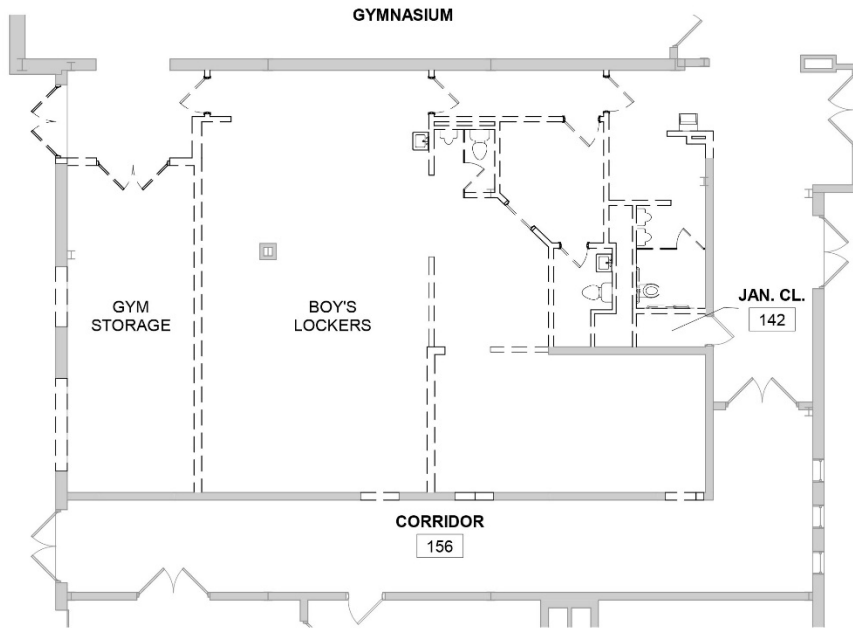 GYMNASIUM
GYM
STORAGE
BOY'S
LOCKERS
JAN. CL.
142
CORRIDOR
156